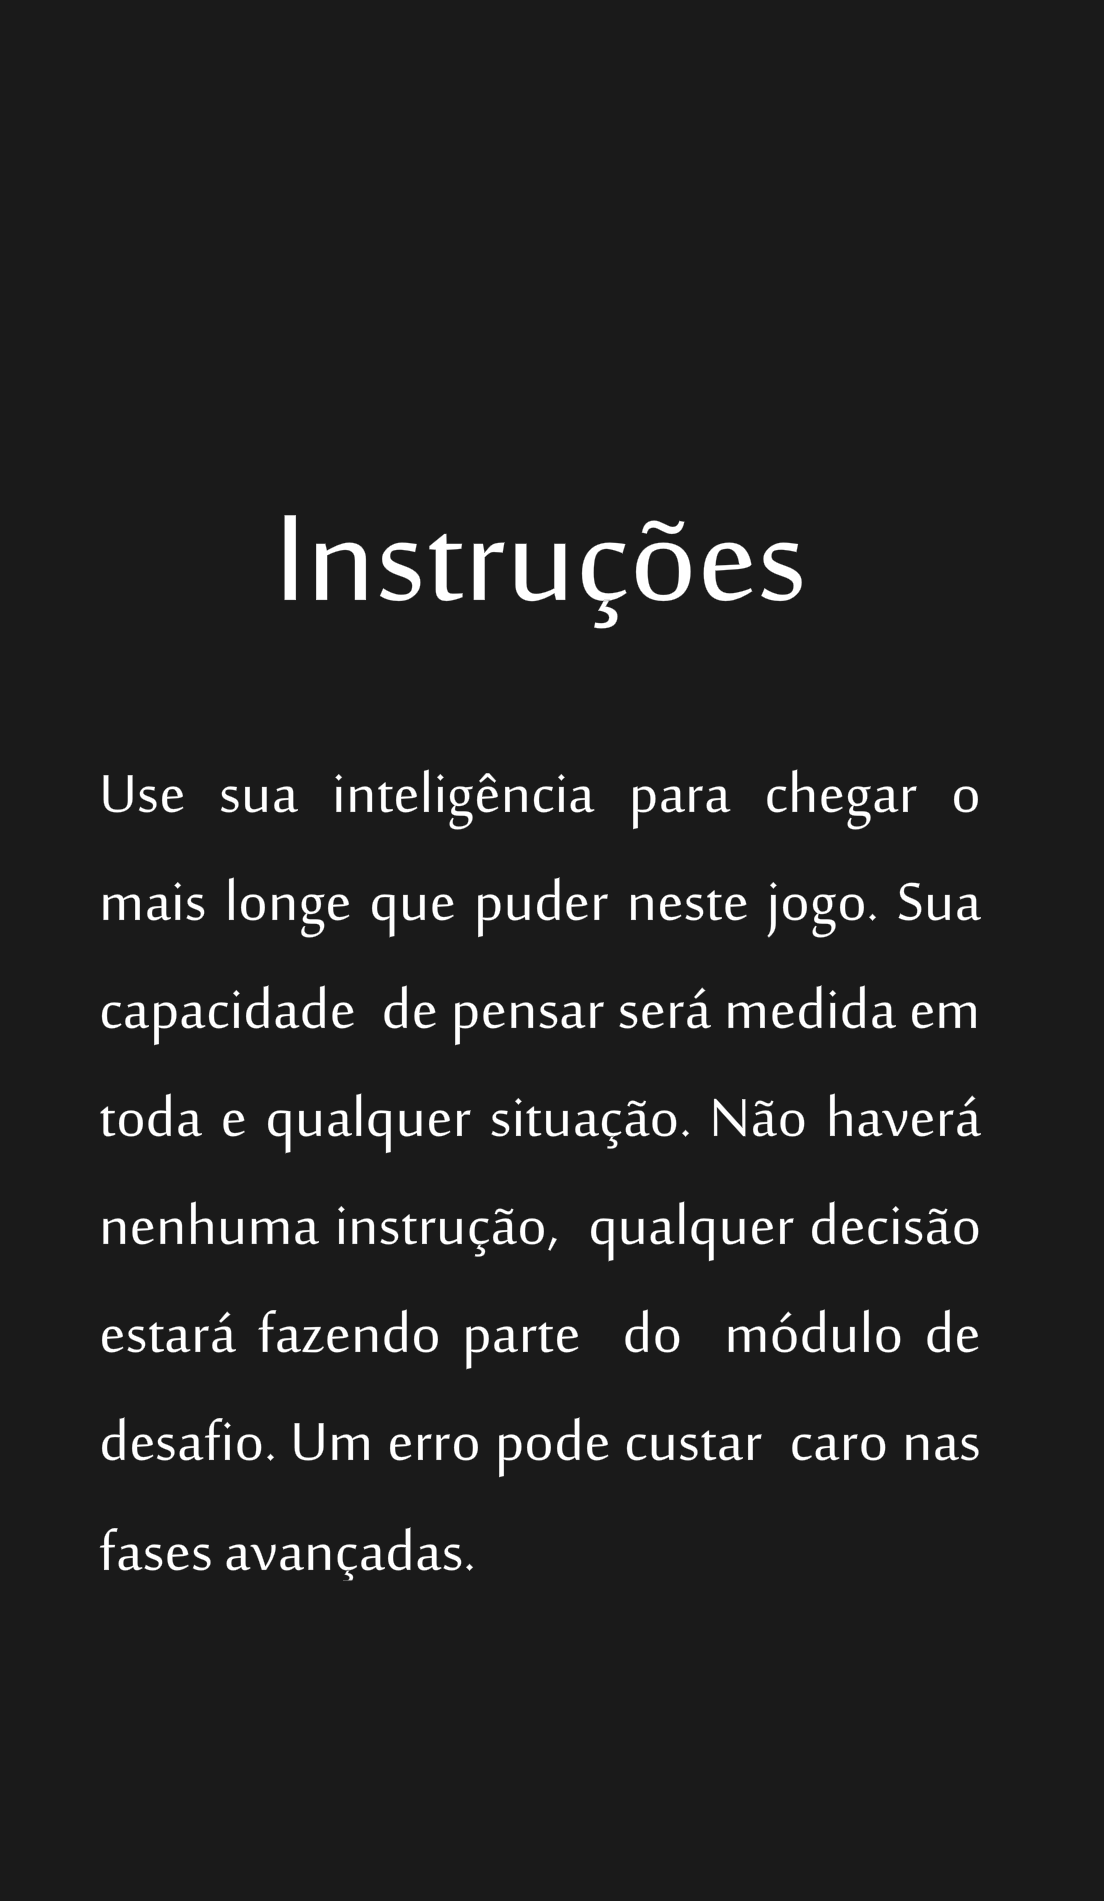 Instruções
Use sua inteligência para chegar o
mais longe que puder neste jogo. Sua
capacidade de pensar será medida em
toda e qualquer situação. Não haverá
nenhuma instrução, qualquer decisão
estará fazendo parte do módulo de
desafio. Um erro pode custar caro nas
fases avançadas.